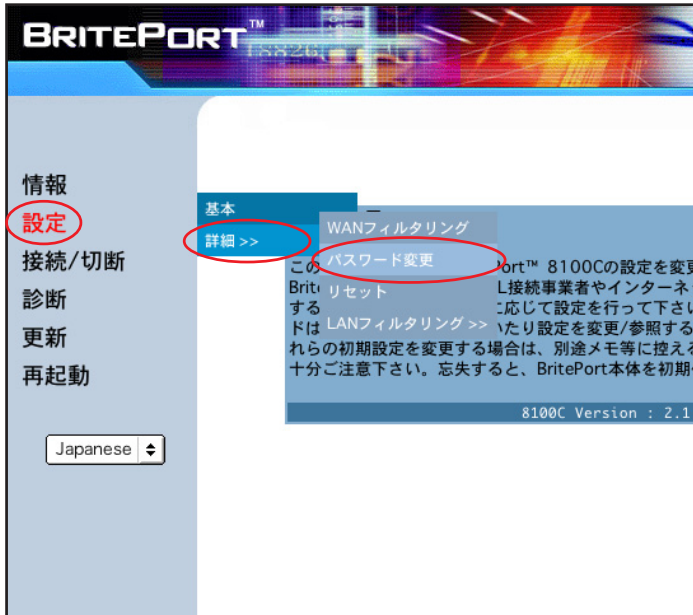 BRITEPORT™
情報
設定
接続/切断
診断
更新
再起動
Japanese
基本
詳細 >>
WANフィルタリング
パスワード変更
リセット
LANフィルタリング >>
この ort™ 8100Cの設定を変更
Brit L接続事業者やインターネ
する に応じて設定を行って下さい
ドは いたり設定を変更/参照する
れらの初期設定を変更する場合は、別途メモ等に控える
十分ご注意下さい。忘失すると、BritePort本体を初期
8100C Version : 2.1